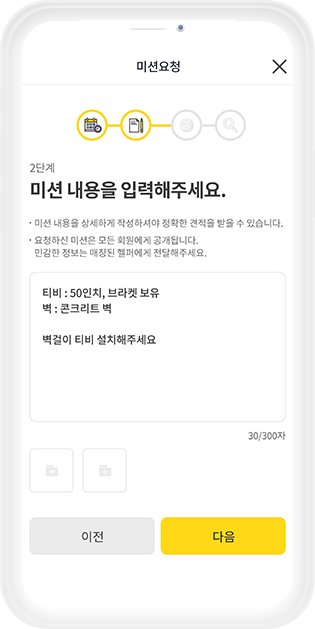 미션요청
2단계
미션 내용을 입력해주세요.
· 미션 내용을 상세하게 작성하셔야 정확한 견적을 받을 수 있습니다.
· 요청하신 미션은 모든 회원에게 공개됩니다.
민감한 정보는 매칭된 헬퍼에게 전달해주세요.
티비 : 50인치, 브라켓 보유
벽 : 콘크리트 벽
벽걸이 티비 설치해주세요
30/300자
이전
다음